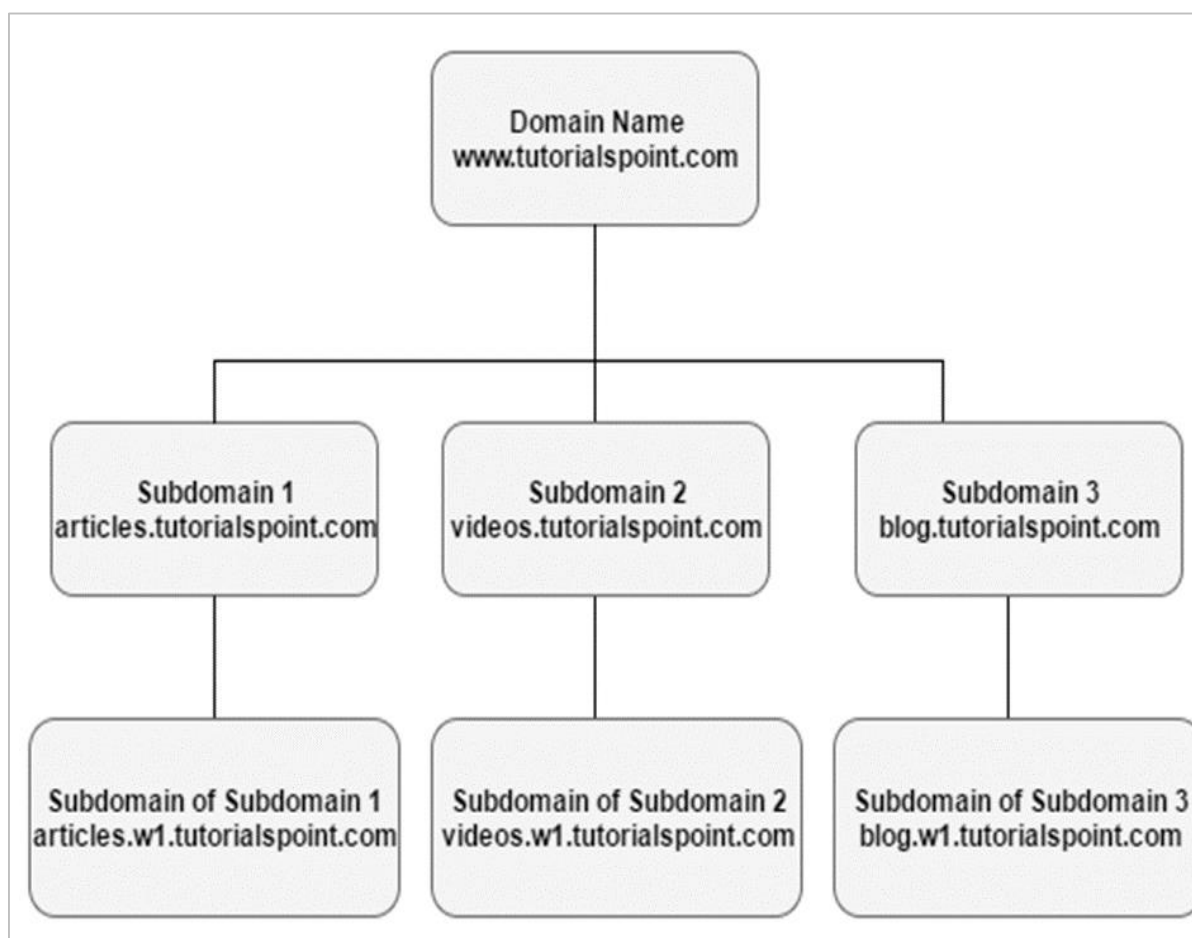 Domain Name
www.tutorialspoint.com
Subdomain 1
articles.tutorialspoint.com
Subdomain 2
videos.tutorialspoint.com
Subdomain 3
blog.tutorialspoint.com
Subdomain of Subdomain 1
articles.w1.tutorialspoint.com
Subdomain of Subdomain 2
videos.w1.tutorialspoint.com
Subdomain of Subdomain 3
blog.w1.tutorialspoint.com